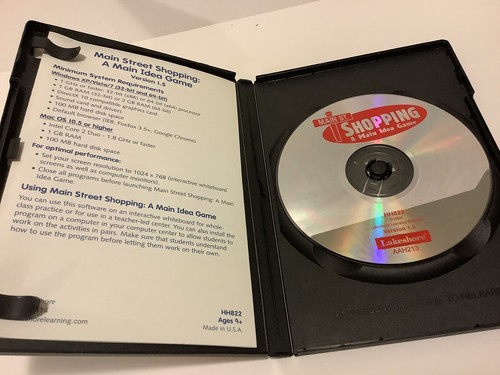 Main Street Shopping:
A Main Idea Game
Version 1.5
Minimum System Requirements
Windows XP/Vista/7 (32-bit and 64-bit)
• 1 GHz or faster, 32-bit (x86) or 64-bit (x64) processor
• 1 GB RAM (32-bit) or 2 GB RAM (64-bit)
• DirectX 10 compatible graphics card
• Sound card and drivers
• 100 MB hard disk space
• Default browser (IE8, Firefox 3.5+, Google Chrome)
Mac OS 10.5 or higher
• Intel Core 2 Duo - 1.8 GHz or faster
• 1 GB RAM
• 100 MB hard disk space
For optimal performance:
• Set your screen resolution to 1024 x 768 (interactive whiteboard
screens as well as computer monitors).
• Close all programs before launching Main Street Shopping: A Main
Idea Game.
Using Main Street Shopping: A Main Idea Game
You can use this software on an interactive whiteboard for whole-
class practice or for use in a teacher-led center. You can also install the
program on a computer in your computer center to allow students to
work on the activities in pairs. Make sure that students understand
how to use the program before letting them work on their own.
orelearning.com
HH822
Ages 9+
Made in U.S.A.
MAIN ST.
SHOPPING
A Main Idea Game
HH822
Version 1.5
Lakeshore
AAH213